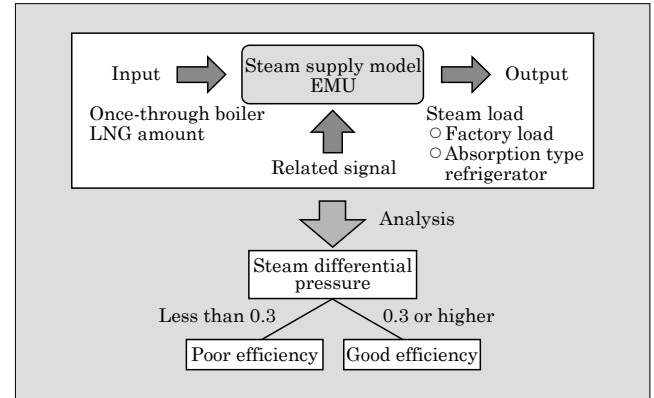 Input
Steam supply model
EMU
Output
Once-through boiler
LNG amount
Steam load
○ Factory load
○ Absorption type
refrigerator
Related signal
Analysis
Steam differential
pressure
Less than 0.3
0.3 or higher
Poor efficiency
Good efficiency